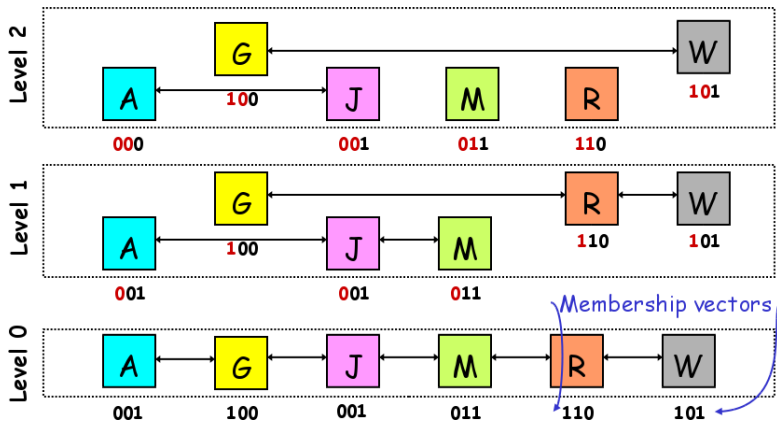 Level 2
G W
A J M R
100 101
000 001 011 110
Level 1
G R W
A J M
100 110 101
001 001 011
Membership vectors
Level 0
A G J M R W
001 100 001 011 110 101